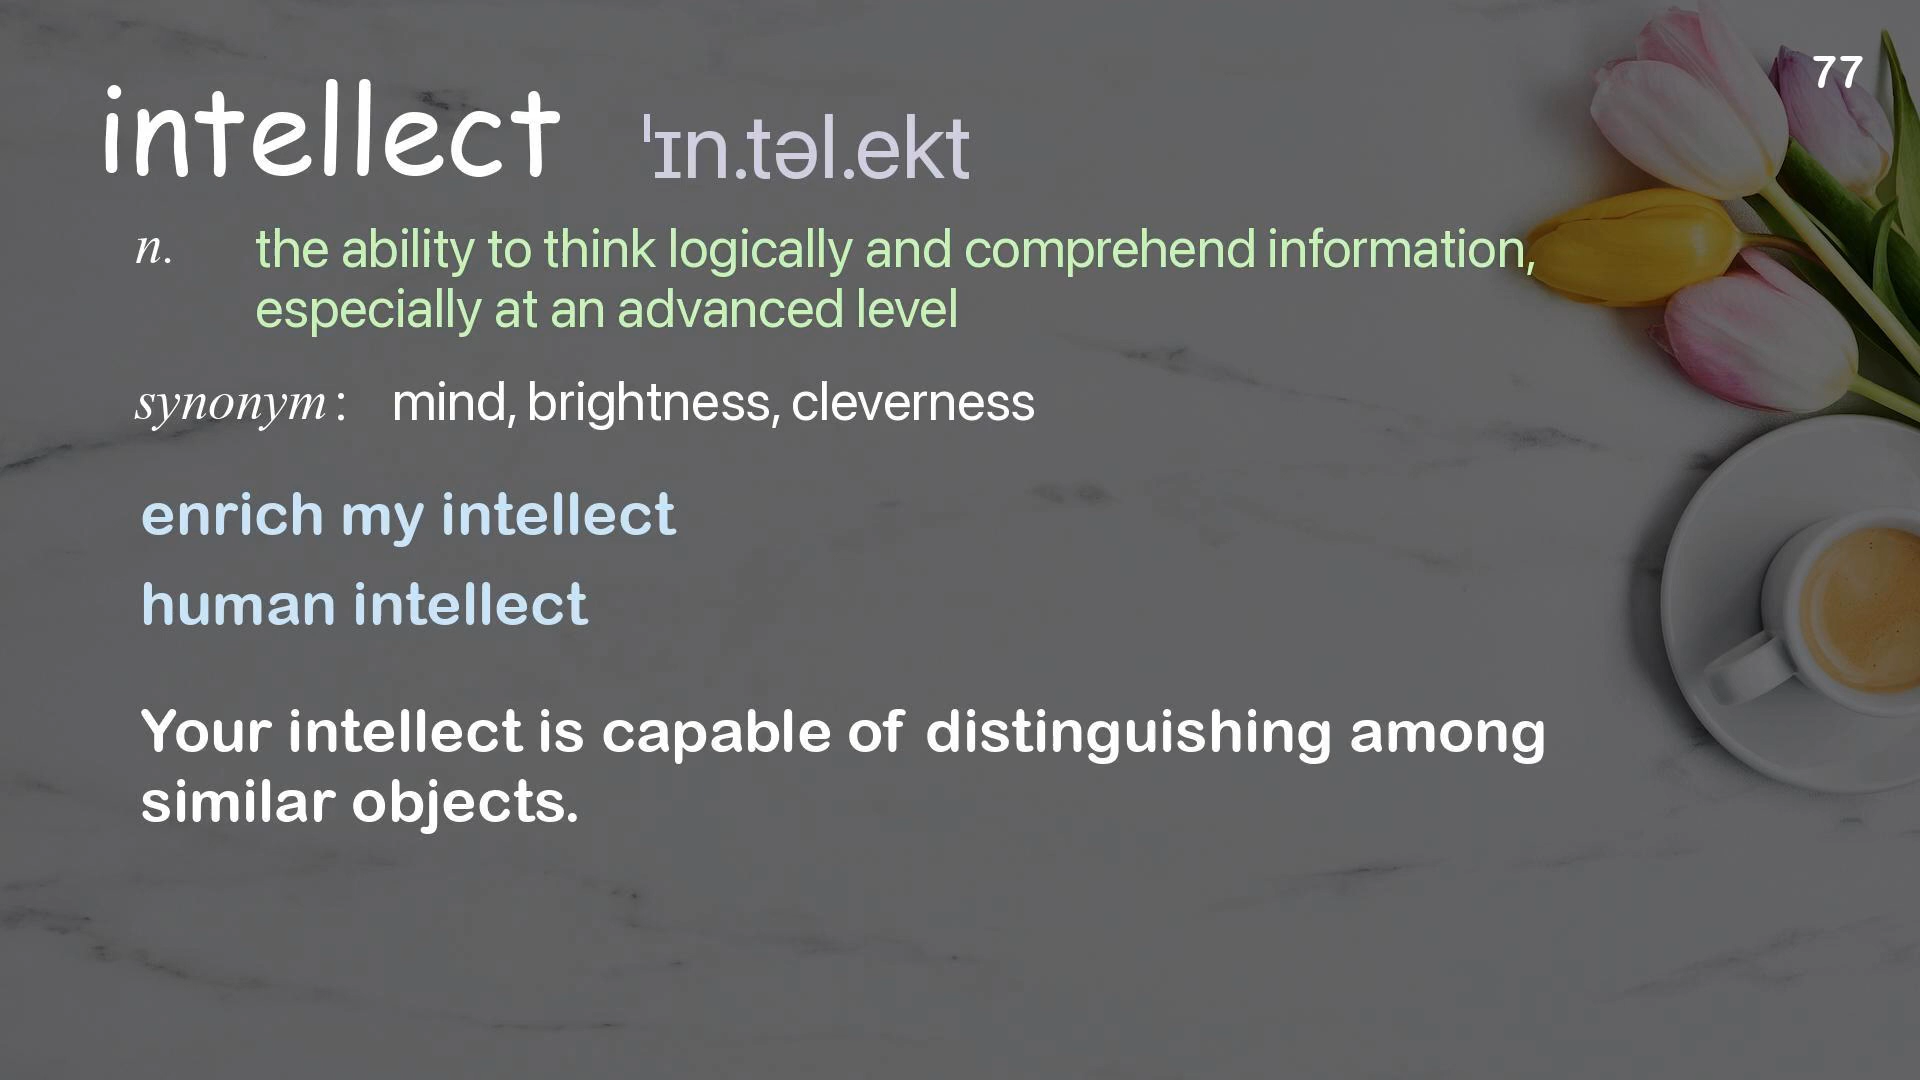 77
intellect ˈɪn.təl.ekt
n. the ability to think logically and comprehend information,
especially at an advanced level
synonym: mind, brightness, cleverness
enrich my intellect
human intellect
Your intellect is capable of distinguishing among
similar objects.